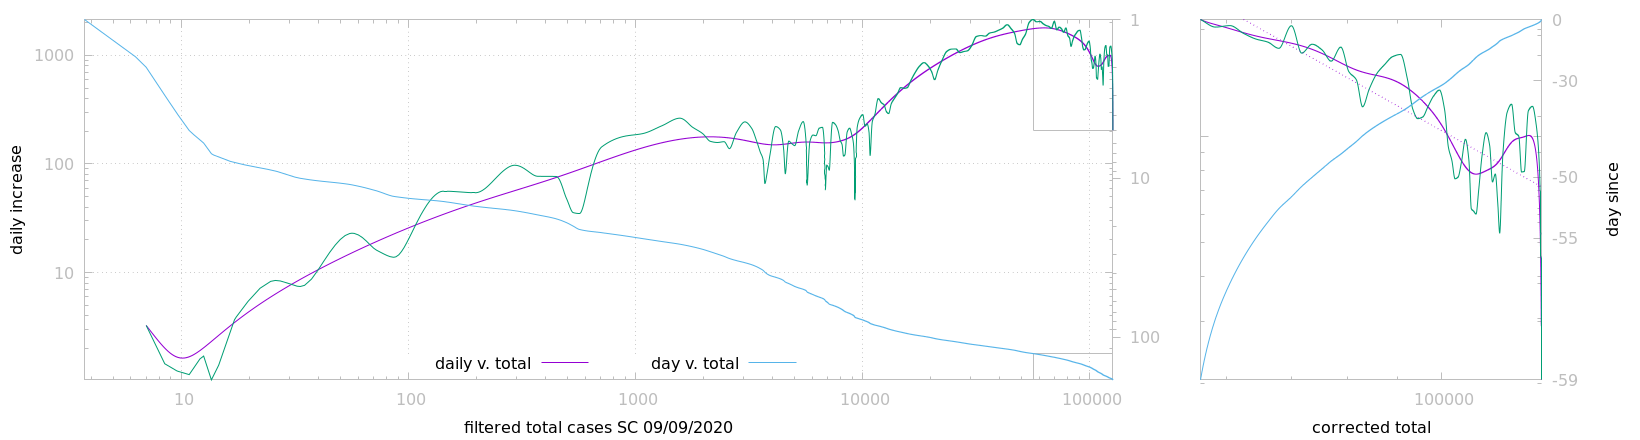 daily increase
1000
100
10
10
100
1000
10000
100000
1
10
100
daily v. total
day v. total
filtered total cases SC 09/09/2020
0
-30
-50
-55
-59
100000
day since
corrected total